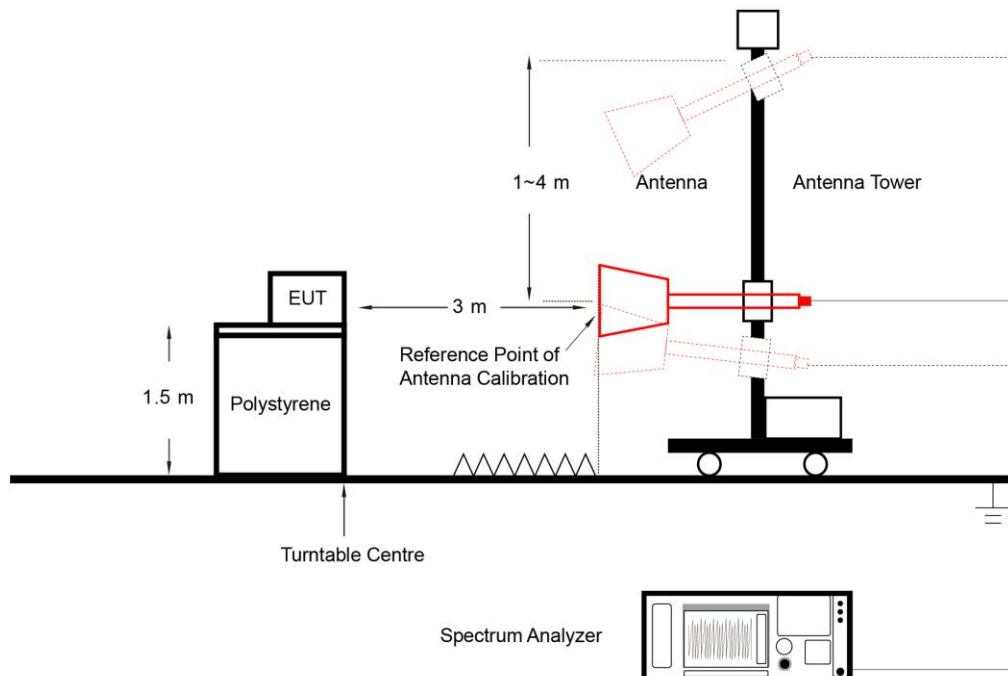 1~4 m
Antenna
Antenna Tower
EUT
3 m
Reference Point of
Antenna Calibration
1.5 m
Polystyrene
Turntable Centre
Spectrum Analyzer